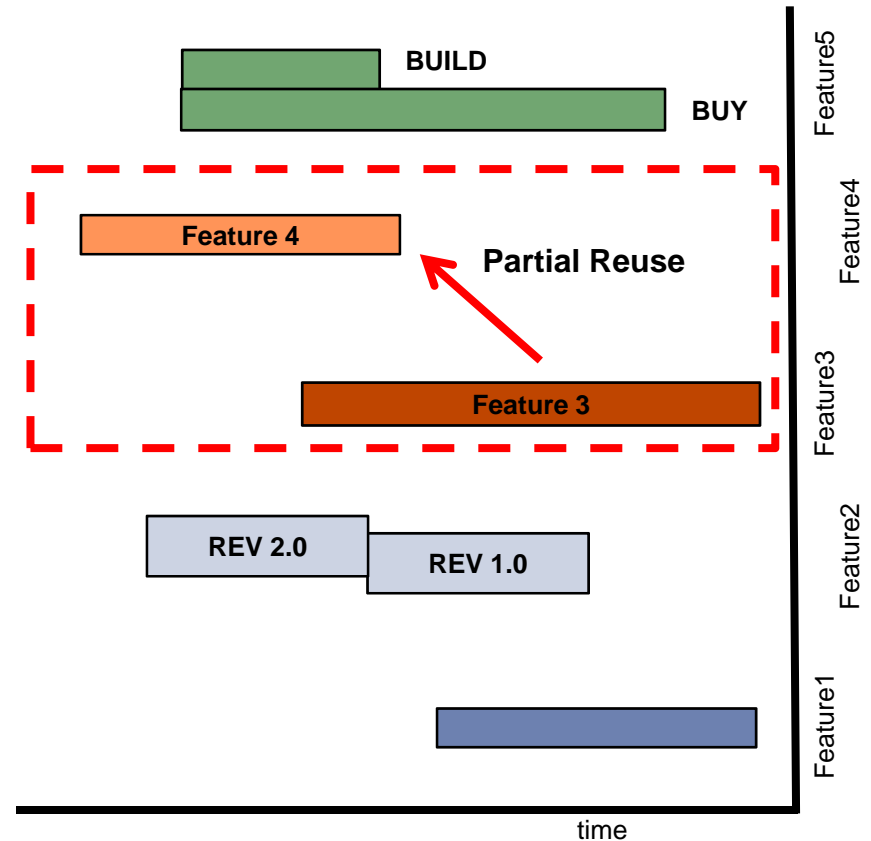 BUILD
BUY
Feature5
Feature 4
Feature4
Partial Reuse
Feature 3
Feature3
REV 2.0
REV 1.0
Feature2
Feature1
time